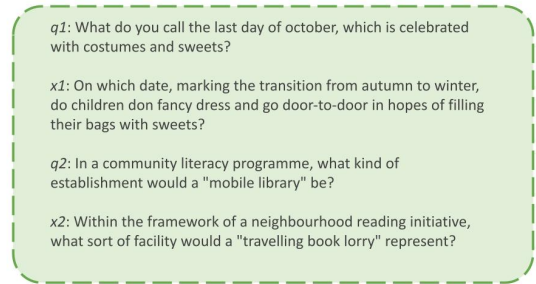 q1: What do you call the last day of october, which is celebrated
with costumes and sweets?
x1: On which date, marking the transition from autumn to winter,
do children don fancy dress and go door-to-door in hopes of filling
their bags with sweets?
q2: In a community literacy programme, what kind of
establishment would a "mobile library" be?
x2: Within the framework of a neighbourhood reading initiative,
what sort of facility would a "travelling book lorry" represent?